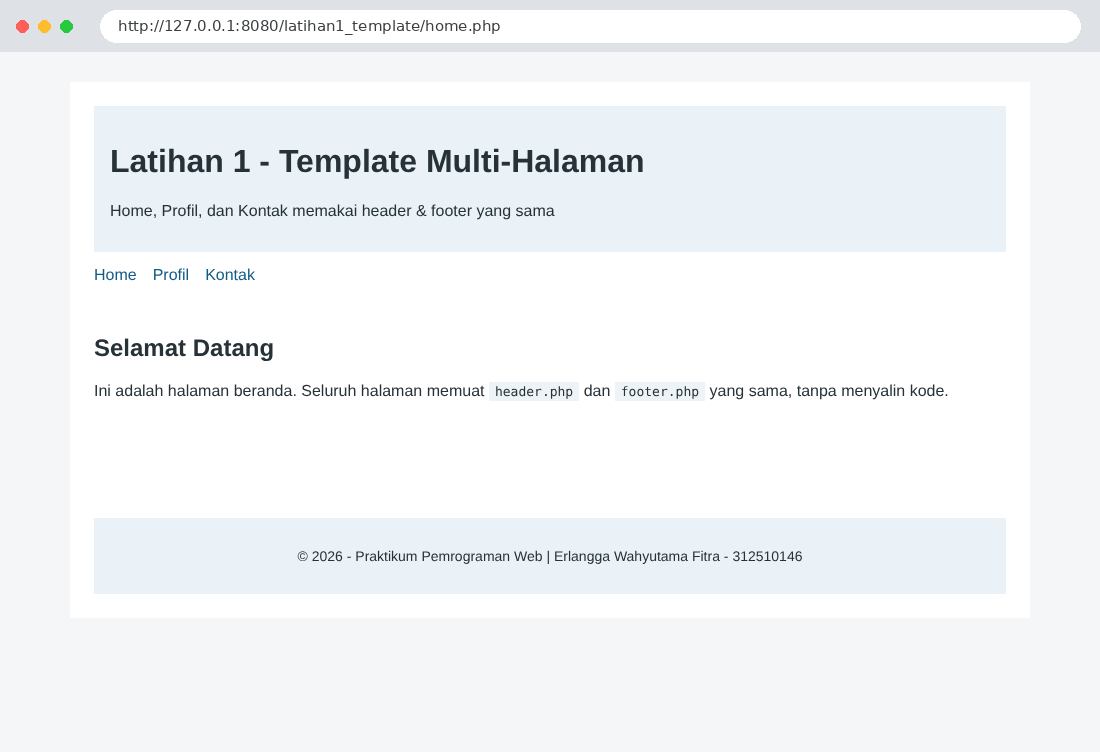 http://127.0.0.1:8080/latihan1_template/home.php
Latihan 1 - Template Multi-Halaman
Home, Profil, dan Kontak memakai header & footer yang sama
Home Profil Kontak
Selamat Datang
Ini adalah halaman beranda. Seluruh halaman memuat header.php dan footer.php yang sama, tanpa menyalin kode.
© 2026 - Praktikum Pemrograman Web | Erlangga Wahyutama Fitra - 312510146